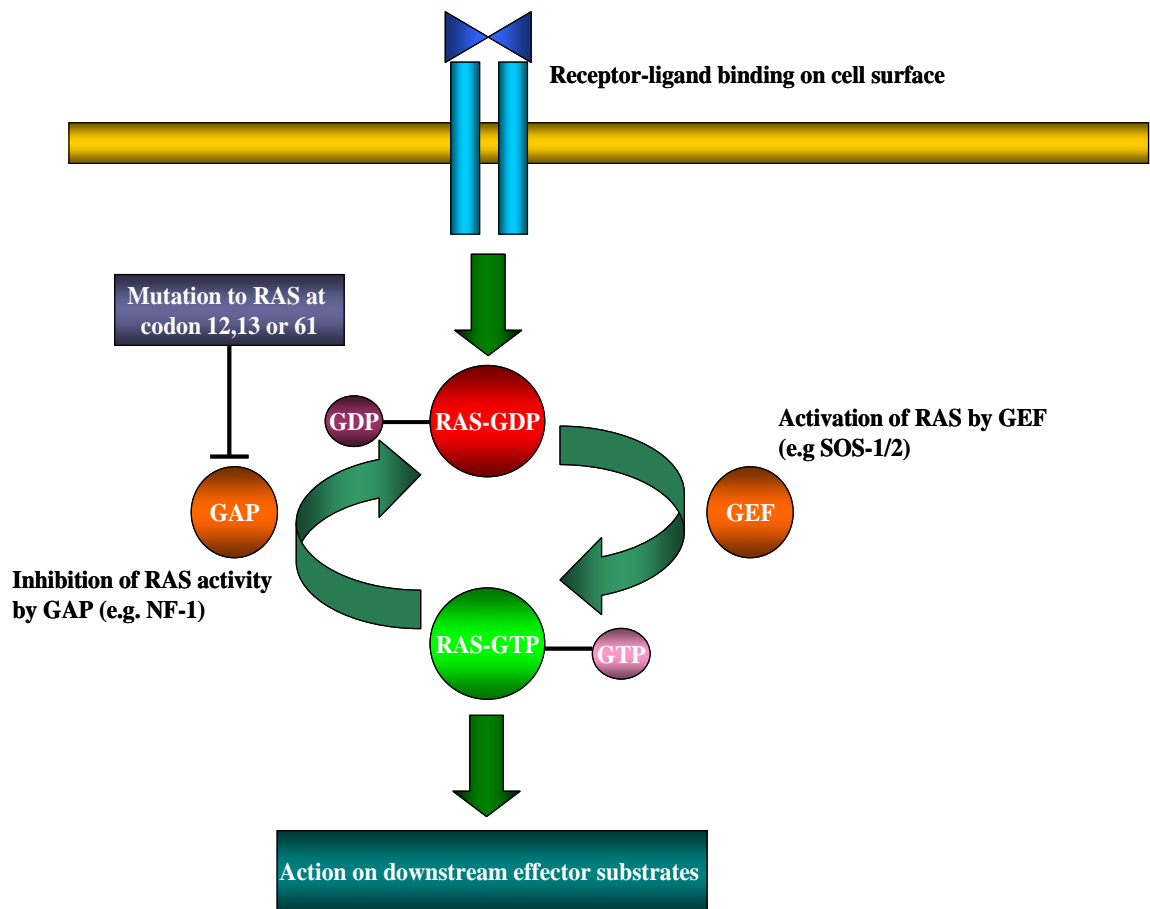 Receptor-ligand binding on cell surface
Mutation to RAS at
codon 12,13 or 61
GDP
RAS-GDP
Activation of RAS by GEF
(e.g SOS-1/2)
GAP
GEF
Inhibition of RAS activity
by GAP (e.g. NF-1)
RAS-GTP
GTP
Action on downstream effector substrates